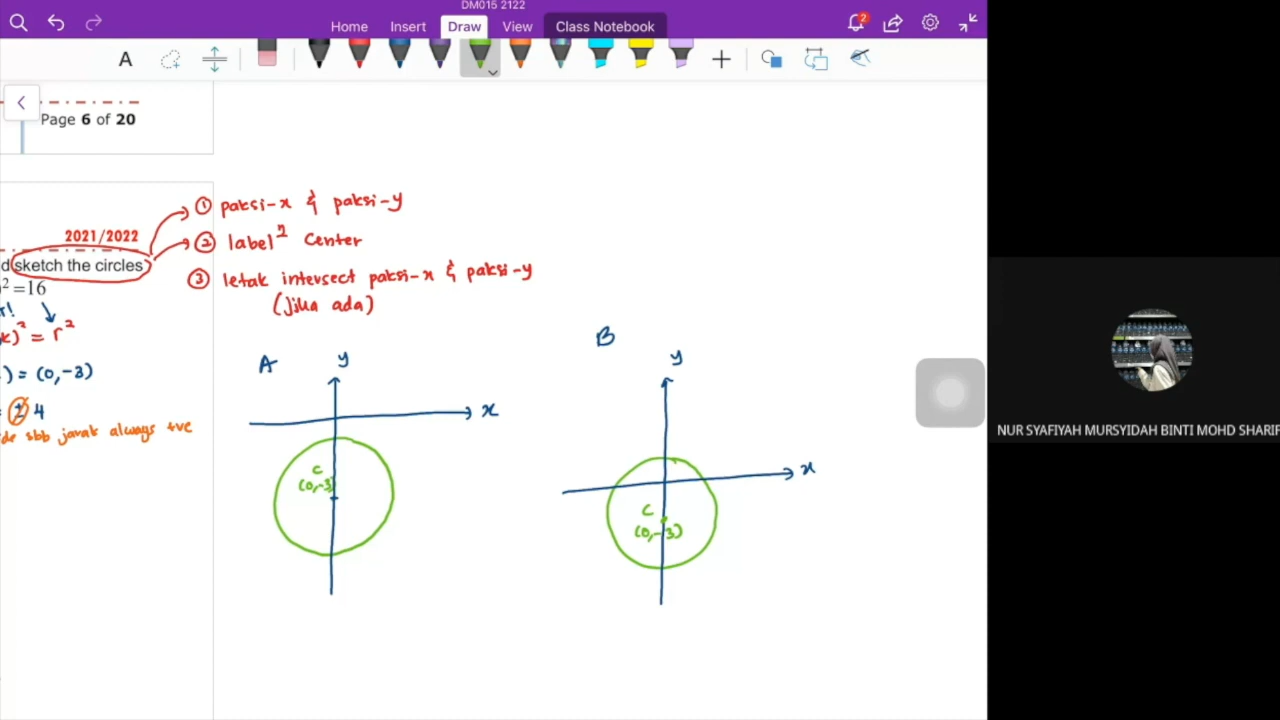 DM015 2122
Home Insert Draw View Class Notebook
2
A
Page 6 of 20
2021/2022
d sketch the circles
)² =16
k)² = r²
) = (0,-3)
± 4
sbb jarak always +ve
① paksi-x & paksi-y
② label² center
③ letak intersect paksi-x & paksi-y
(jika ada)
A
y
x
C
(0,-3)
B
y
x
C
(0,-3)
NUR SYAFIYAH MURSYIDAH BINTI MOHD SHARIF